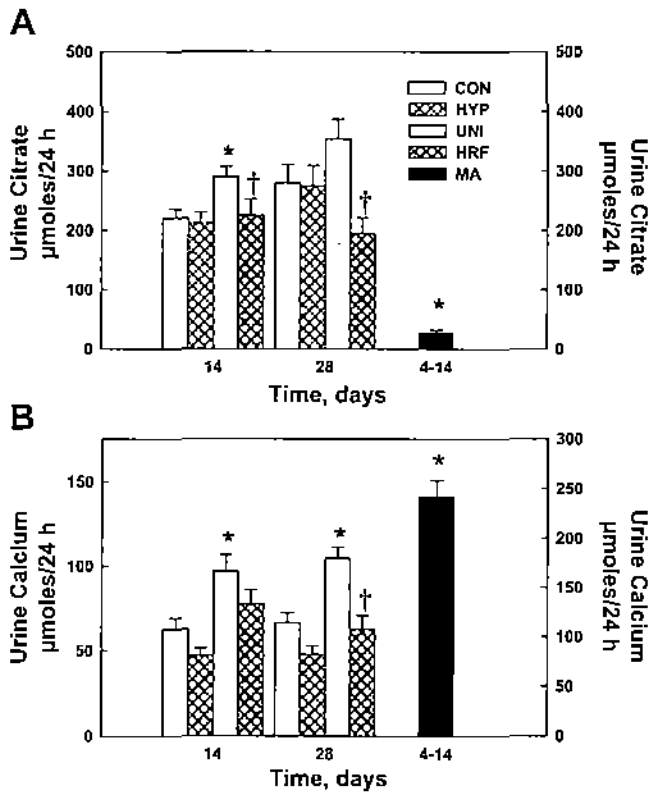 A
500
400
300
200
100
0
Urine Citrate
µmoles/24 h
CON
HYP
UNI
HRF
MA
*
†
†
*
500
400
300
200
100
0
Urine Citrate
µmoles/24 h
14
28
4-14
Time, days
B
150
100
50
0
Urine Calcium
µmoles/24 h
*
*
†
*
300
250
200
150
100
50
0
Urine Calcium
µmoles/24 h
14
28
4-14
Time, days